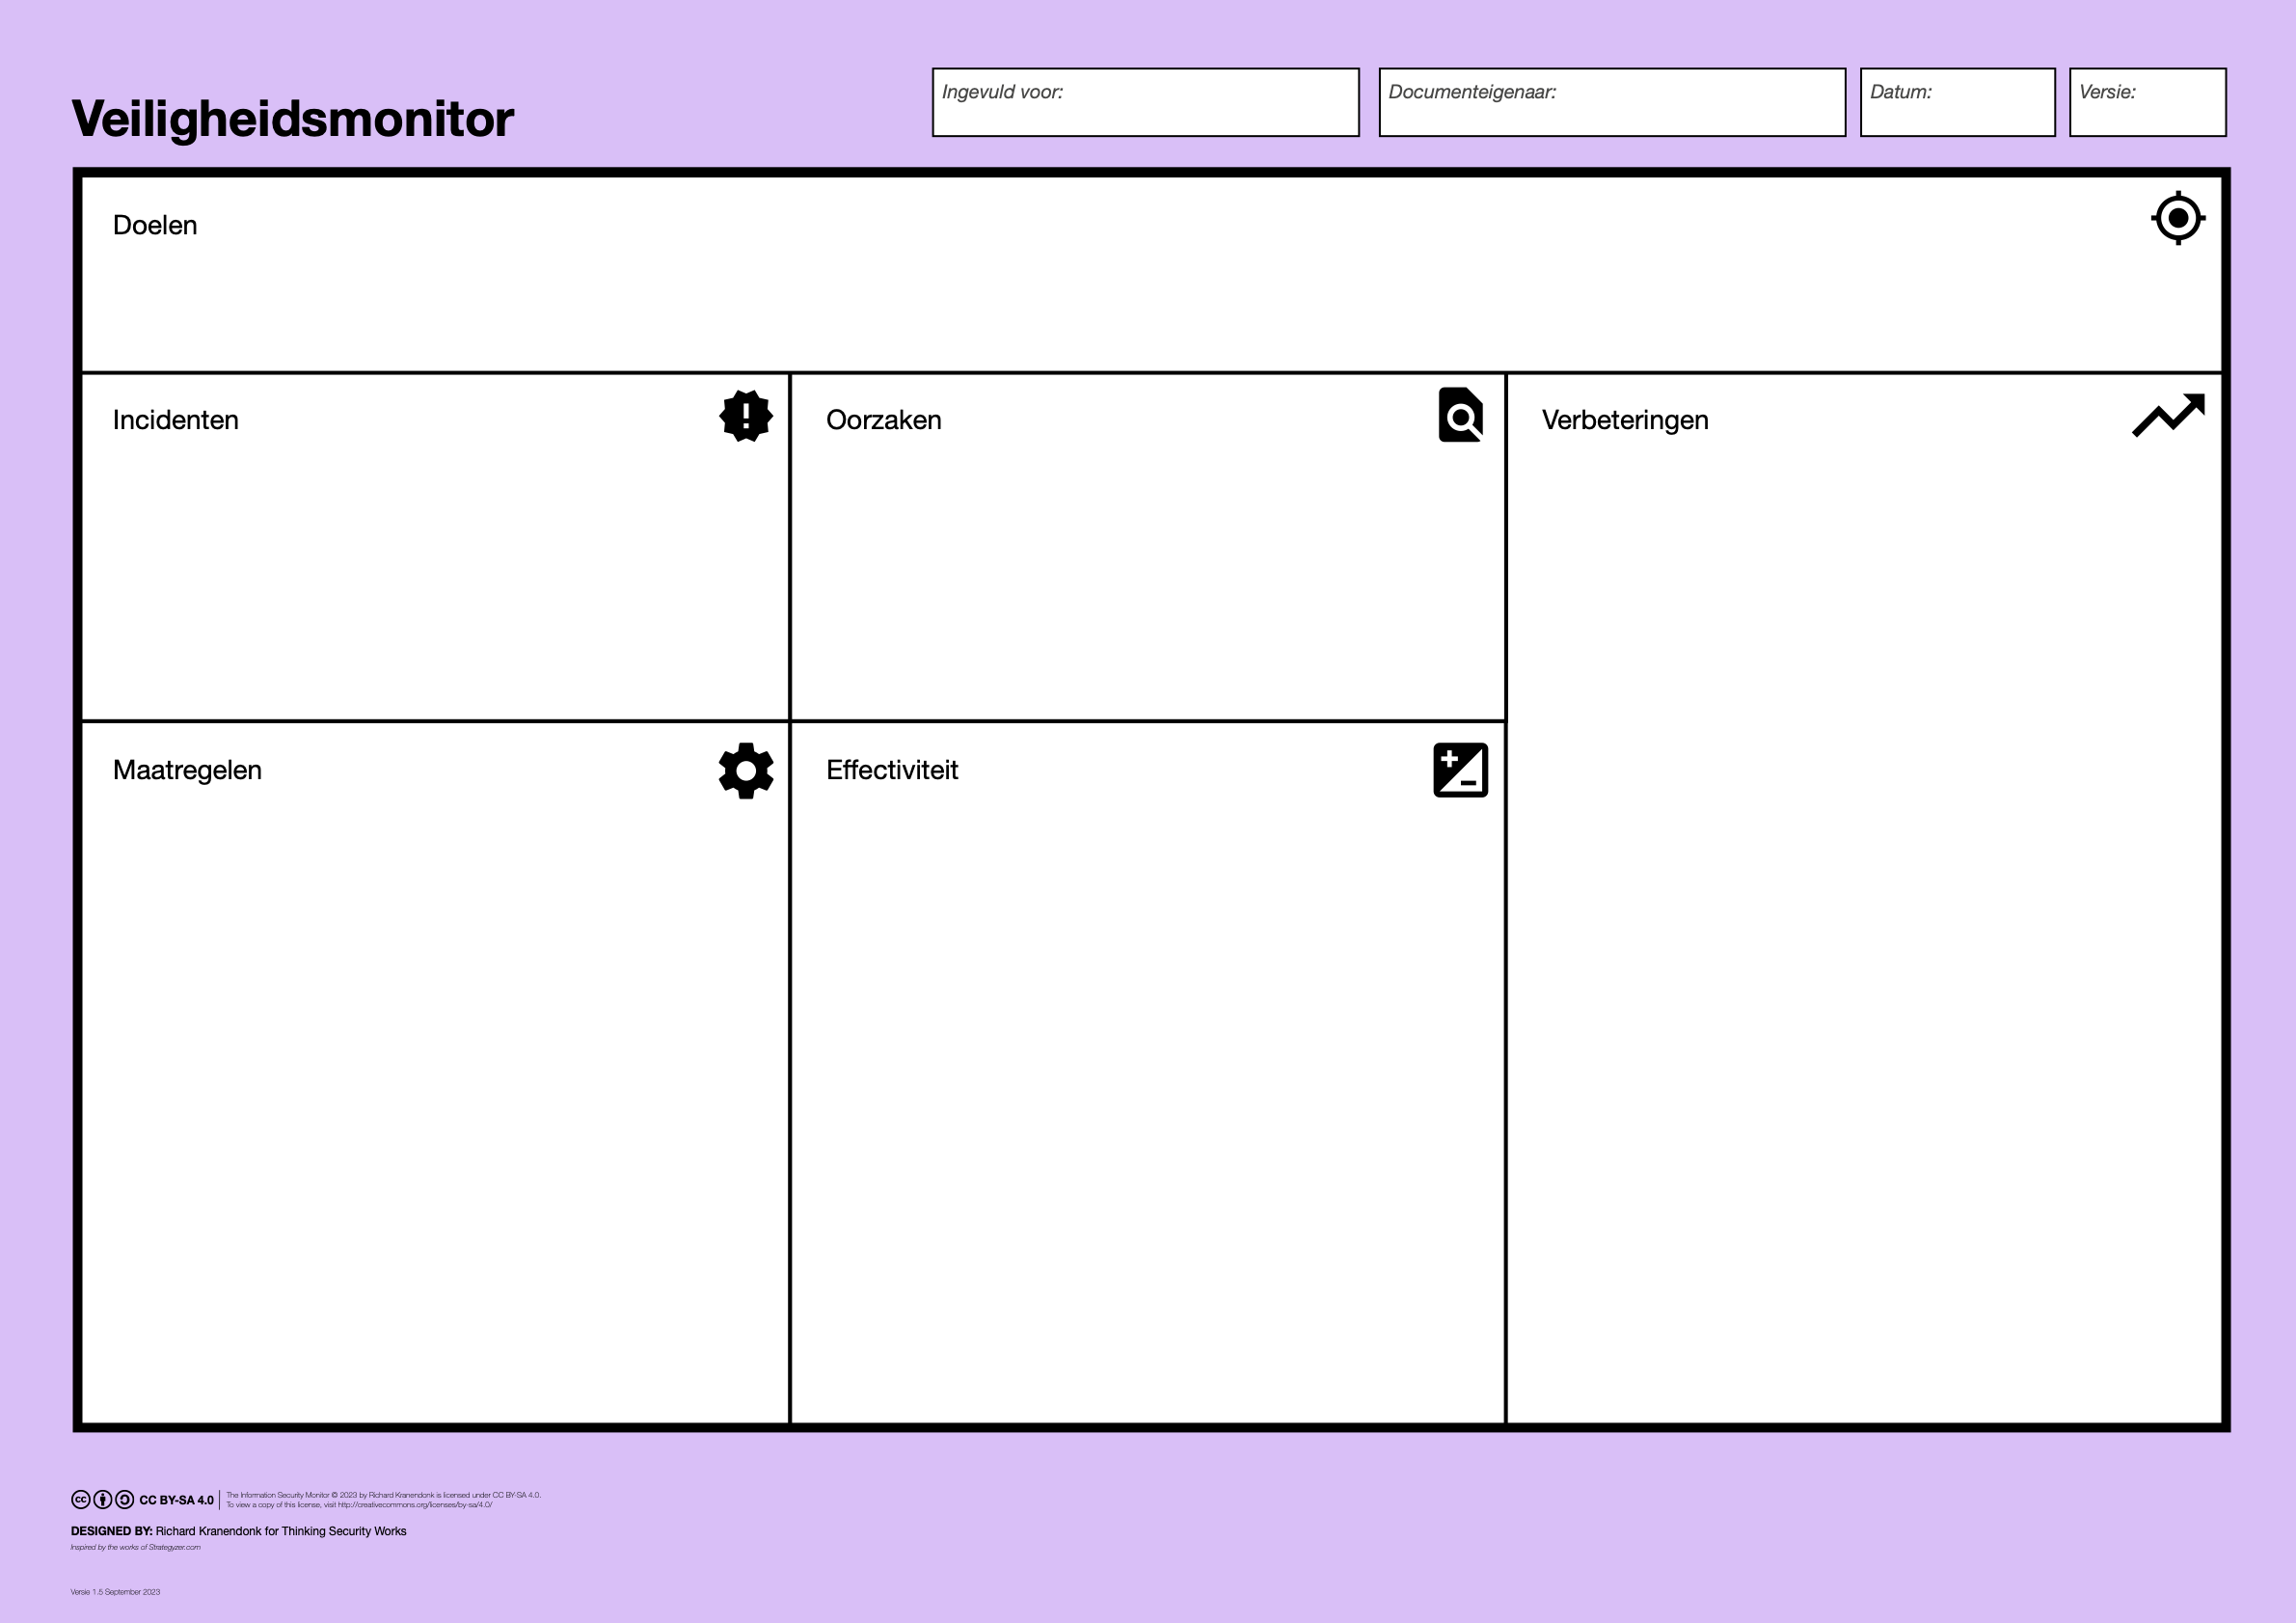 Veiligheidsmonitor
Ingevuld voor:
Documenteigenaar:
Datum:
Versie:
Doelen
Incidenten
Oorzaken
Verbeteringen
Maatregelen
Effectiviteit
CC BY-SA 4.0
The Information Security Monitor © 2023 by Richard Kranendonk is licensed under CC BY-SA 4.0.
To view a copy of this license, visit http://creativecommons.org/licenses/by-sa/4.0/
DESIGNED BY: Richard Kranendonk for Thinking Security Works
Inspired by the works of Strategyzer.com
Versie 1.5 September 2023